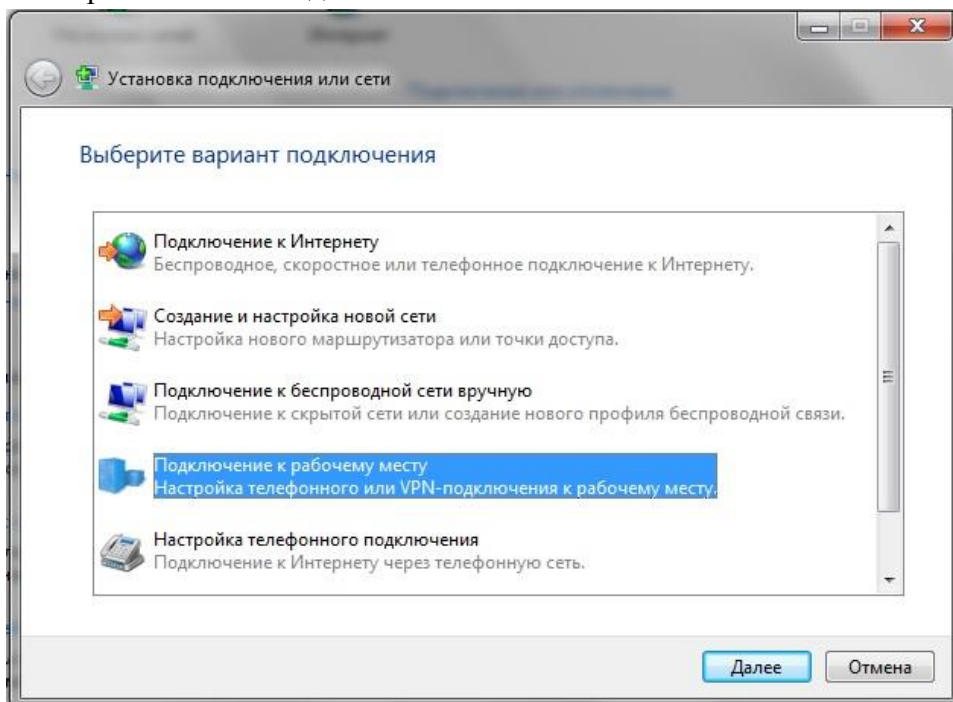 Установка подключения или сети
Выберите вариант подключения
Подключение к Интернету
Беспроводное, скоростное или телефонное подключение к Интернету.
Создание и настройка новой сети
Настройка нового маршрутизатора или точки доступа.
Подключение к беспроводной сети вручную
Подключение к скрытой сети или создание нового профиля беспроводной связи.
Подключение к рабочему месту
Настройка телефонного или VPN-подключения к рабочему месту.
Настройка телефонного подключения
Подключение к Интернету через телефонную сеть.
Далее
Отмена